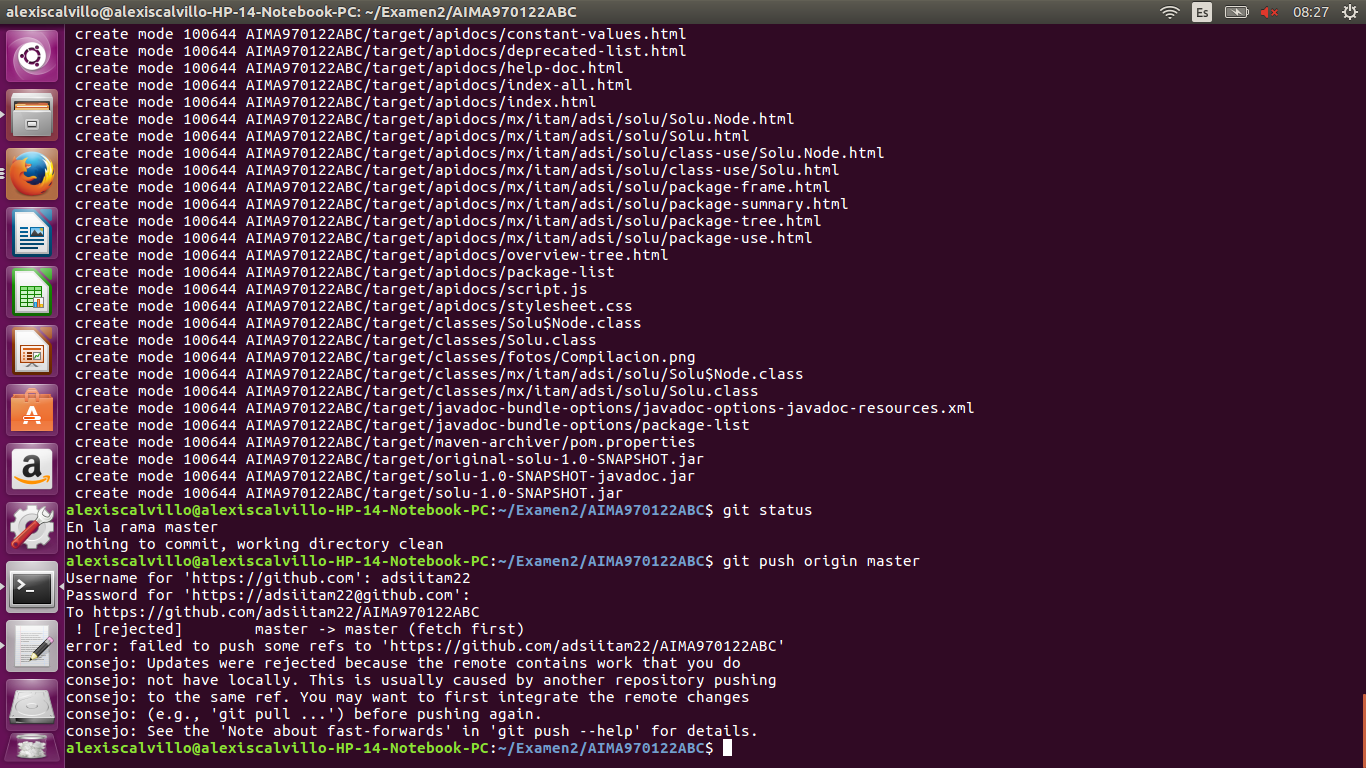 alexiscalvillo@alexiscalvillo-HP-14-Notebook-PC: ~/Examen2/AIMA970122ABC
Es
08:27
create mode 100644 AIMA970122ABC/target/apidocs/constant-values.html
create mode 100644 AIMA970122ABC/target/apidocs/deprecated-list.html
create mode 100644 AIMA970122ABC/target/apidocs/help-doc.html
create mode 100644 AIMA970122ABC/target/apidocs/index-all.html
create mode 100644 AIMA970122ABC/target/apidocs/index.html
create mode 100644 AIMA970122ABC/target/apidocs/mx/itam/adsi/solu/Solu.Node.html
create mode 100644 AIMA970122ABC/target/apidocs/mx/itam/adsi/solu/Solu.html
create mode 100644 AIMA970122ABC/target/apidocs/mx/itam/adsi/solu/class-use/Solu.Node.html
create mode 100644 AIMA970122ABC/target/apidocs/mx/itam/adsi/solu/class-use/Solu.html
create mode 100644 AIMA970122ABC/target/apidocs/mx/itam/adsi/solu/package-frame.html
create mode 100644 AIMA970122ABC/target/apidocs/mx/itam/adsi/solu/package-summary.html
create mode 100644 AIMA970122ABC/target/apidocs/mx/itam/adsi/solu/package-tree.html
create mode 100644 AIMA970122ABC/target/apidocs/mx/itam/adsi/solu/package-use.html
create mode 100644 AIMA970122ABC/target/apidocs/overview-tree.html
create mode 100644 AIMA970122ABC/target/apidocs/package-list
create mode 100644 AIMA970122ABC/target/apidocs/script.js
create mode 100644 AIMA970122ABC/target/apidocs/stylesheet.css
create mode 100644 AIMA970122ABC/target/classes/Solu$Node.class
create mode 100644 AIMA970122ABC/target/classes/Solu.class
create mode 100644 AIMA970122ABC/target/classes/fotos/Compilacion.png
create mode 100644 AIMA970122ABC/target/classes/mx/itam/adsi/solu/Solu$Node.class
create mode 100644 AIMA970122ABC/target/classes/mx/itam/adsi/solu/Solu.class
create mode 100644 AIMA970122ABC/target/javadoc-bundle-options/javadoc-options-javadoc-resources.xml
create mode 100644 AIMA970122ABC/target/javadoc-bundle-options/package-list
create mode 100644 AIMA970122ABC/target/maven-archiver/pom.properties
create mode 100644 AIMA970122ABC/target/original-solu-1.0-SNAPSHOT.jar
create mode 100644 AIMA970122ABC/target/solu-1.0-SNAPSHOT-javadoc.jar
create mode 100644 AIMA970122ABC/target/solu-1.0-SNAPSHOT.jar
alexiscalvillo@alexiscalvillo-HP-14-Notebook-PC:~/Examen2/AIMA970122ABC$ git status
En la rama master
nothing to commit, working directory clean
alexiscalvillo@alexiscalvillo-HP-14-Notebook-PC:~/Examen2/AIMA970122ABC$ git push origin master
Username for 'https://github.com': adsiitam22
Password for 'https://adsiitam22@github.com':
To https://github.com/adsiitam22/AIMA970122ABC
! [rejected]        master -> master (fetch first)
error: failed to push some refs to 'https://github.com/adsiitam22/AIMA970122ABC'
consejo: Updates were rejected because the remote contains work that you do
consejo: not have locally. This is usually caused by another repository pushing
consejo: to the same ref. You may want to first integrate the remote changes
consejo: (e.g., 'git pull ...') before pushing again.
consejo: See the 'Note about fast-forwards' in 'git push --help' for details.
alexiscalvillo@alexiscalvillo-HP-14-Notebook-PC:~/Examen2/AIMA970122ABC$